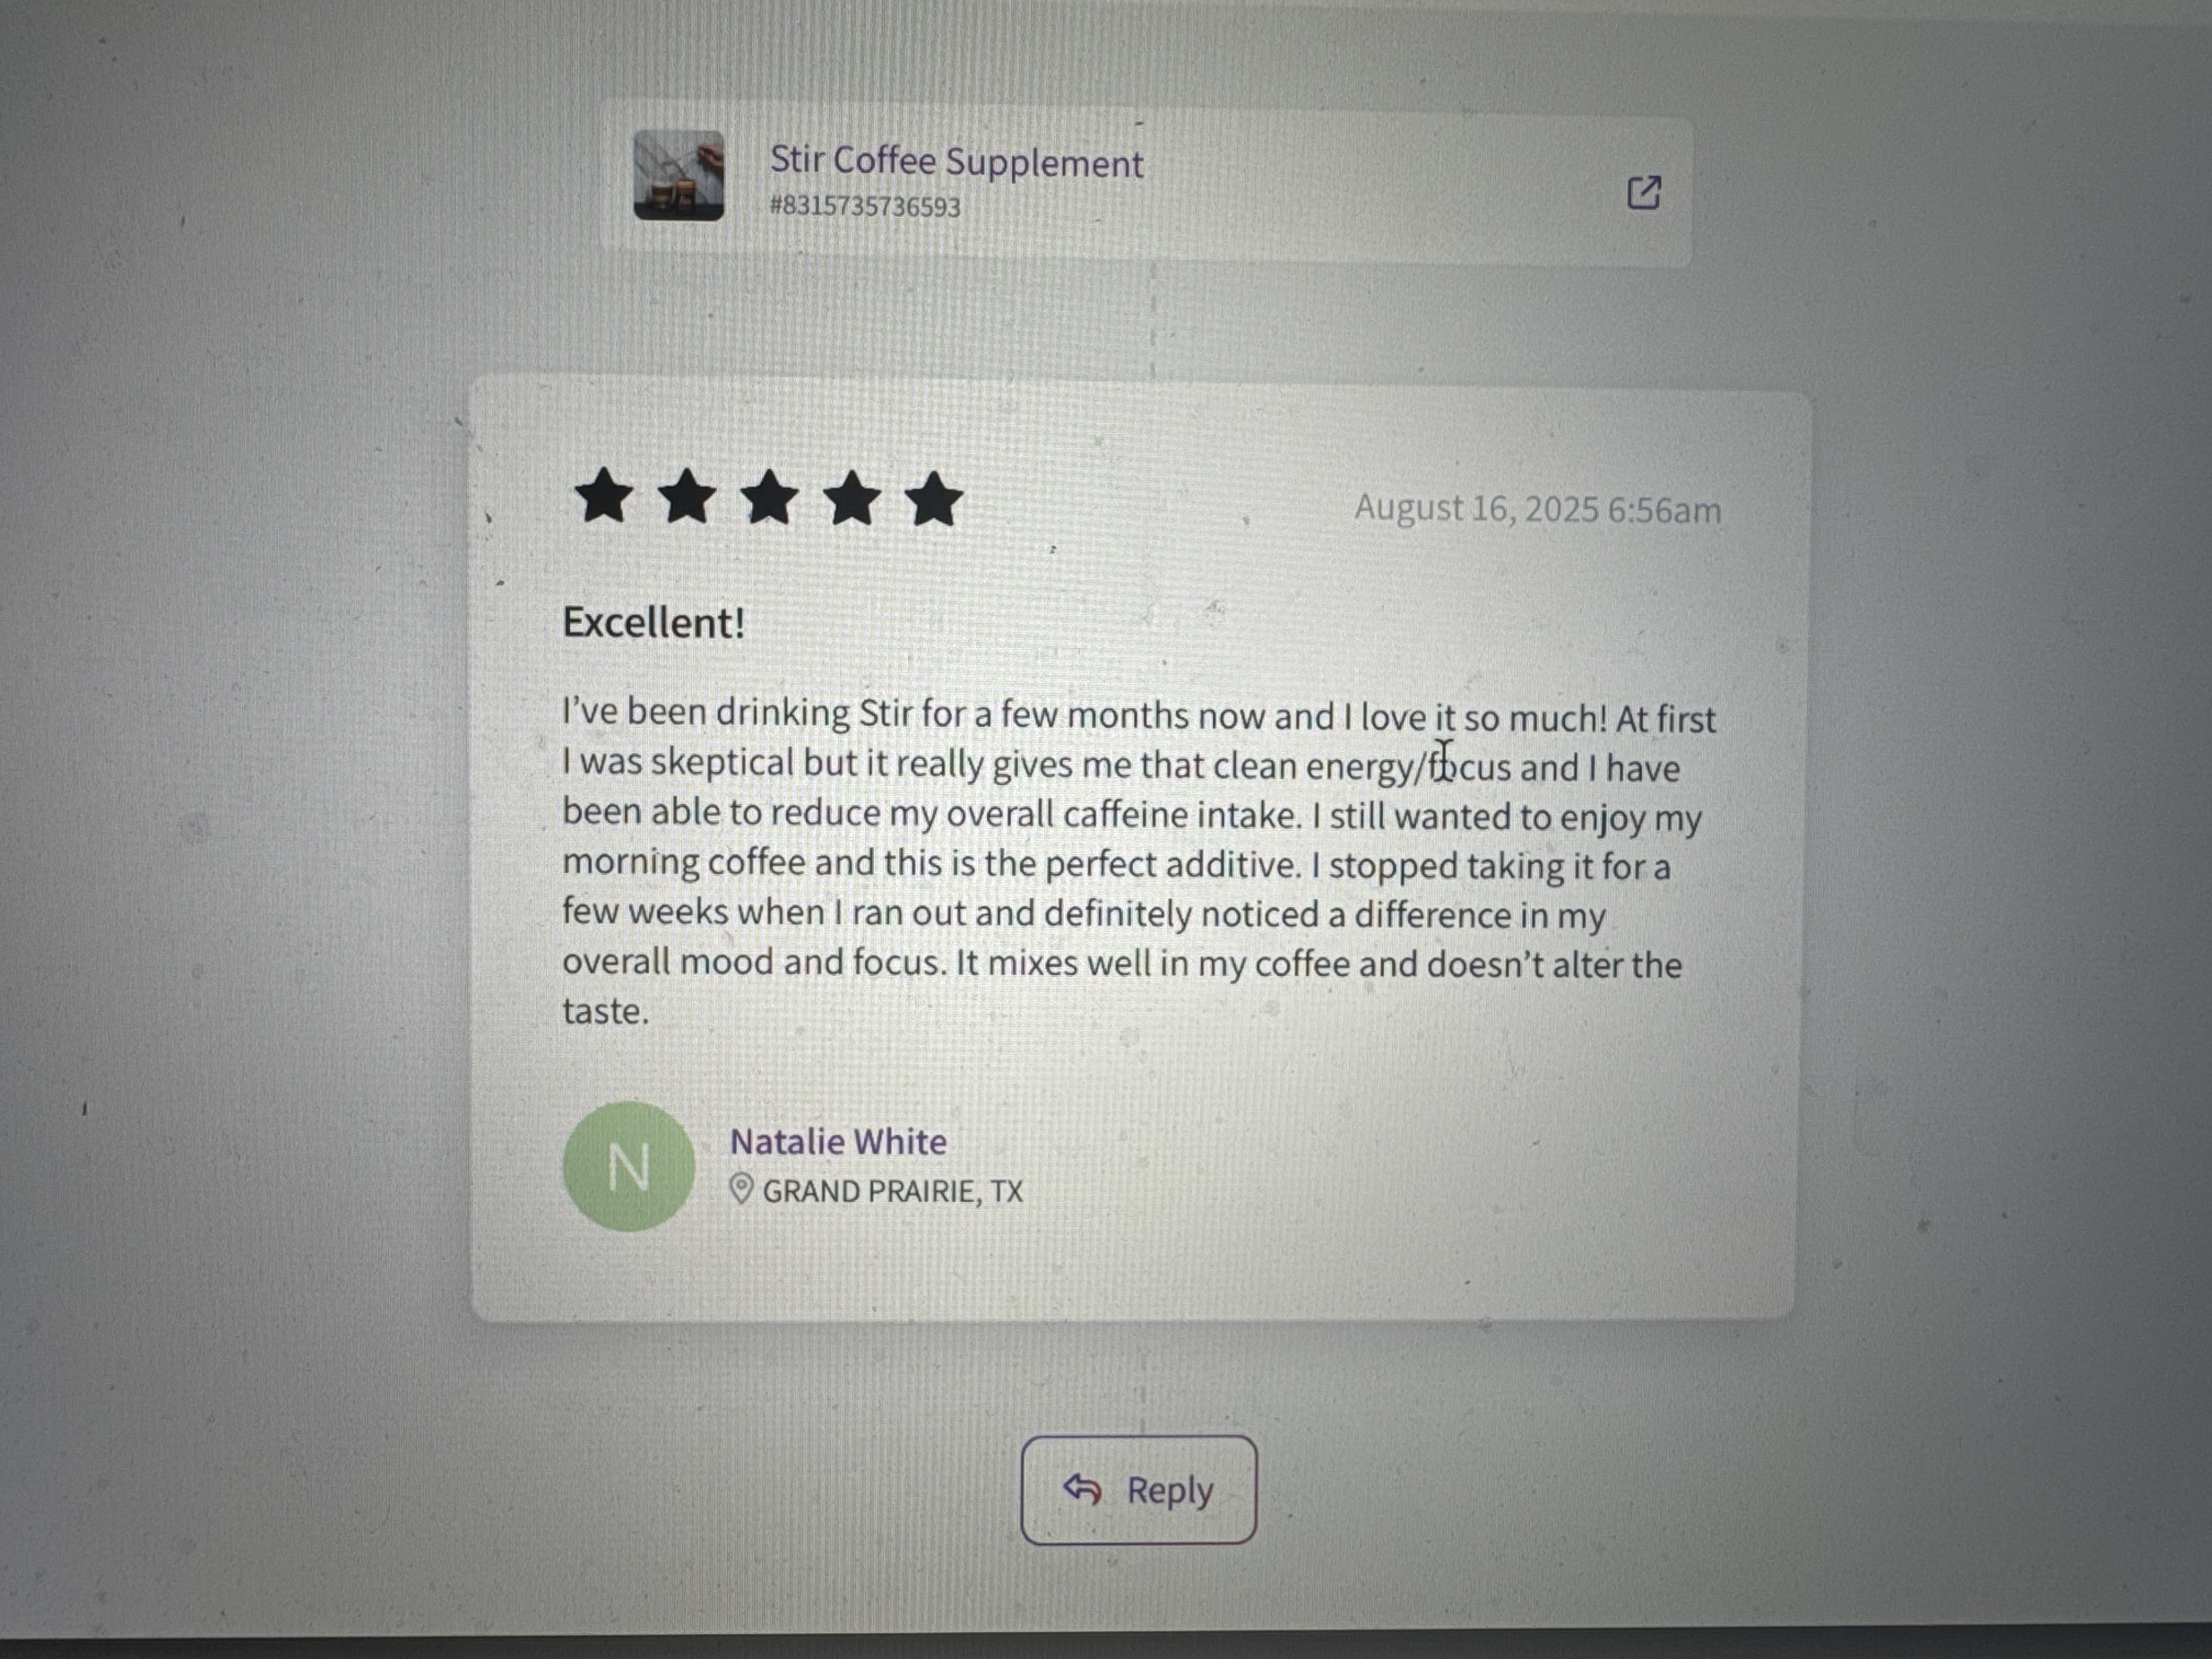 Stir Coffee Supplement
#8315735736593
August 16, 2025 6:56am
Excellent!
I've been drinking Stir for a few months now and I love it so much! At first
I was skeptical but it really gives me that clean energy/focus and I have
been able to reduce my overall caffeine intake. I still wanted to enjoy my
morning coffee and this is the perfect additive. I stopped taking it for a
few weeks when I ran out and definitely noticed a difference in my
overall mood and focus. It mixes well in my coffee and doesn't alter the
taste.
N
Natalie White
GRAND PRAIRIE, TX
Reply